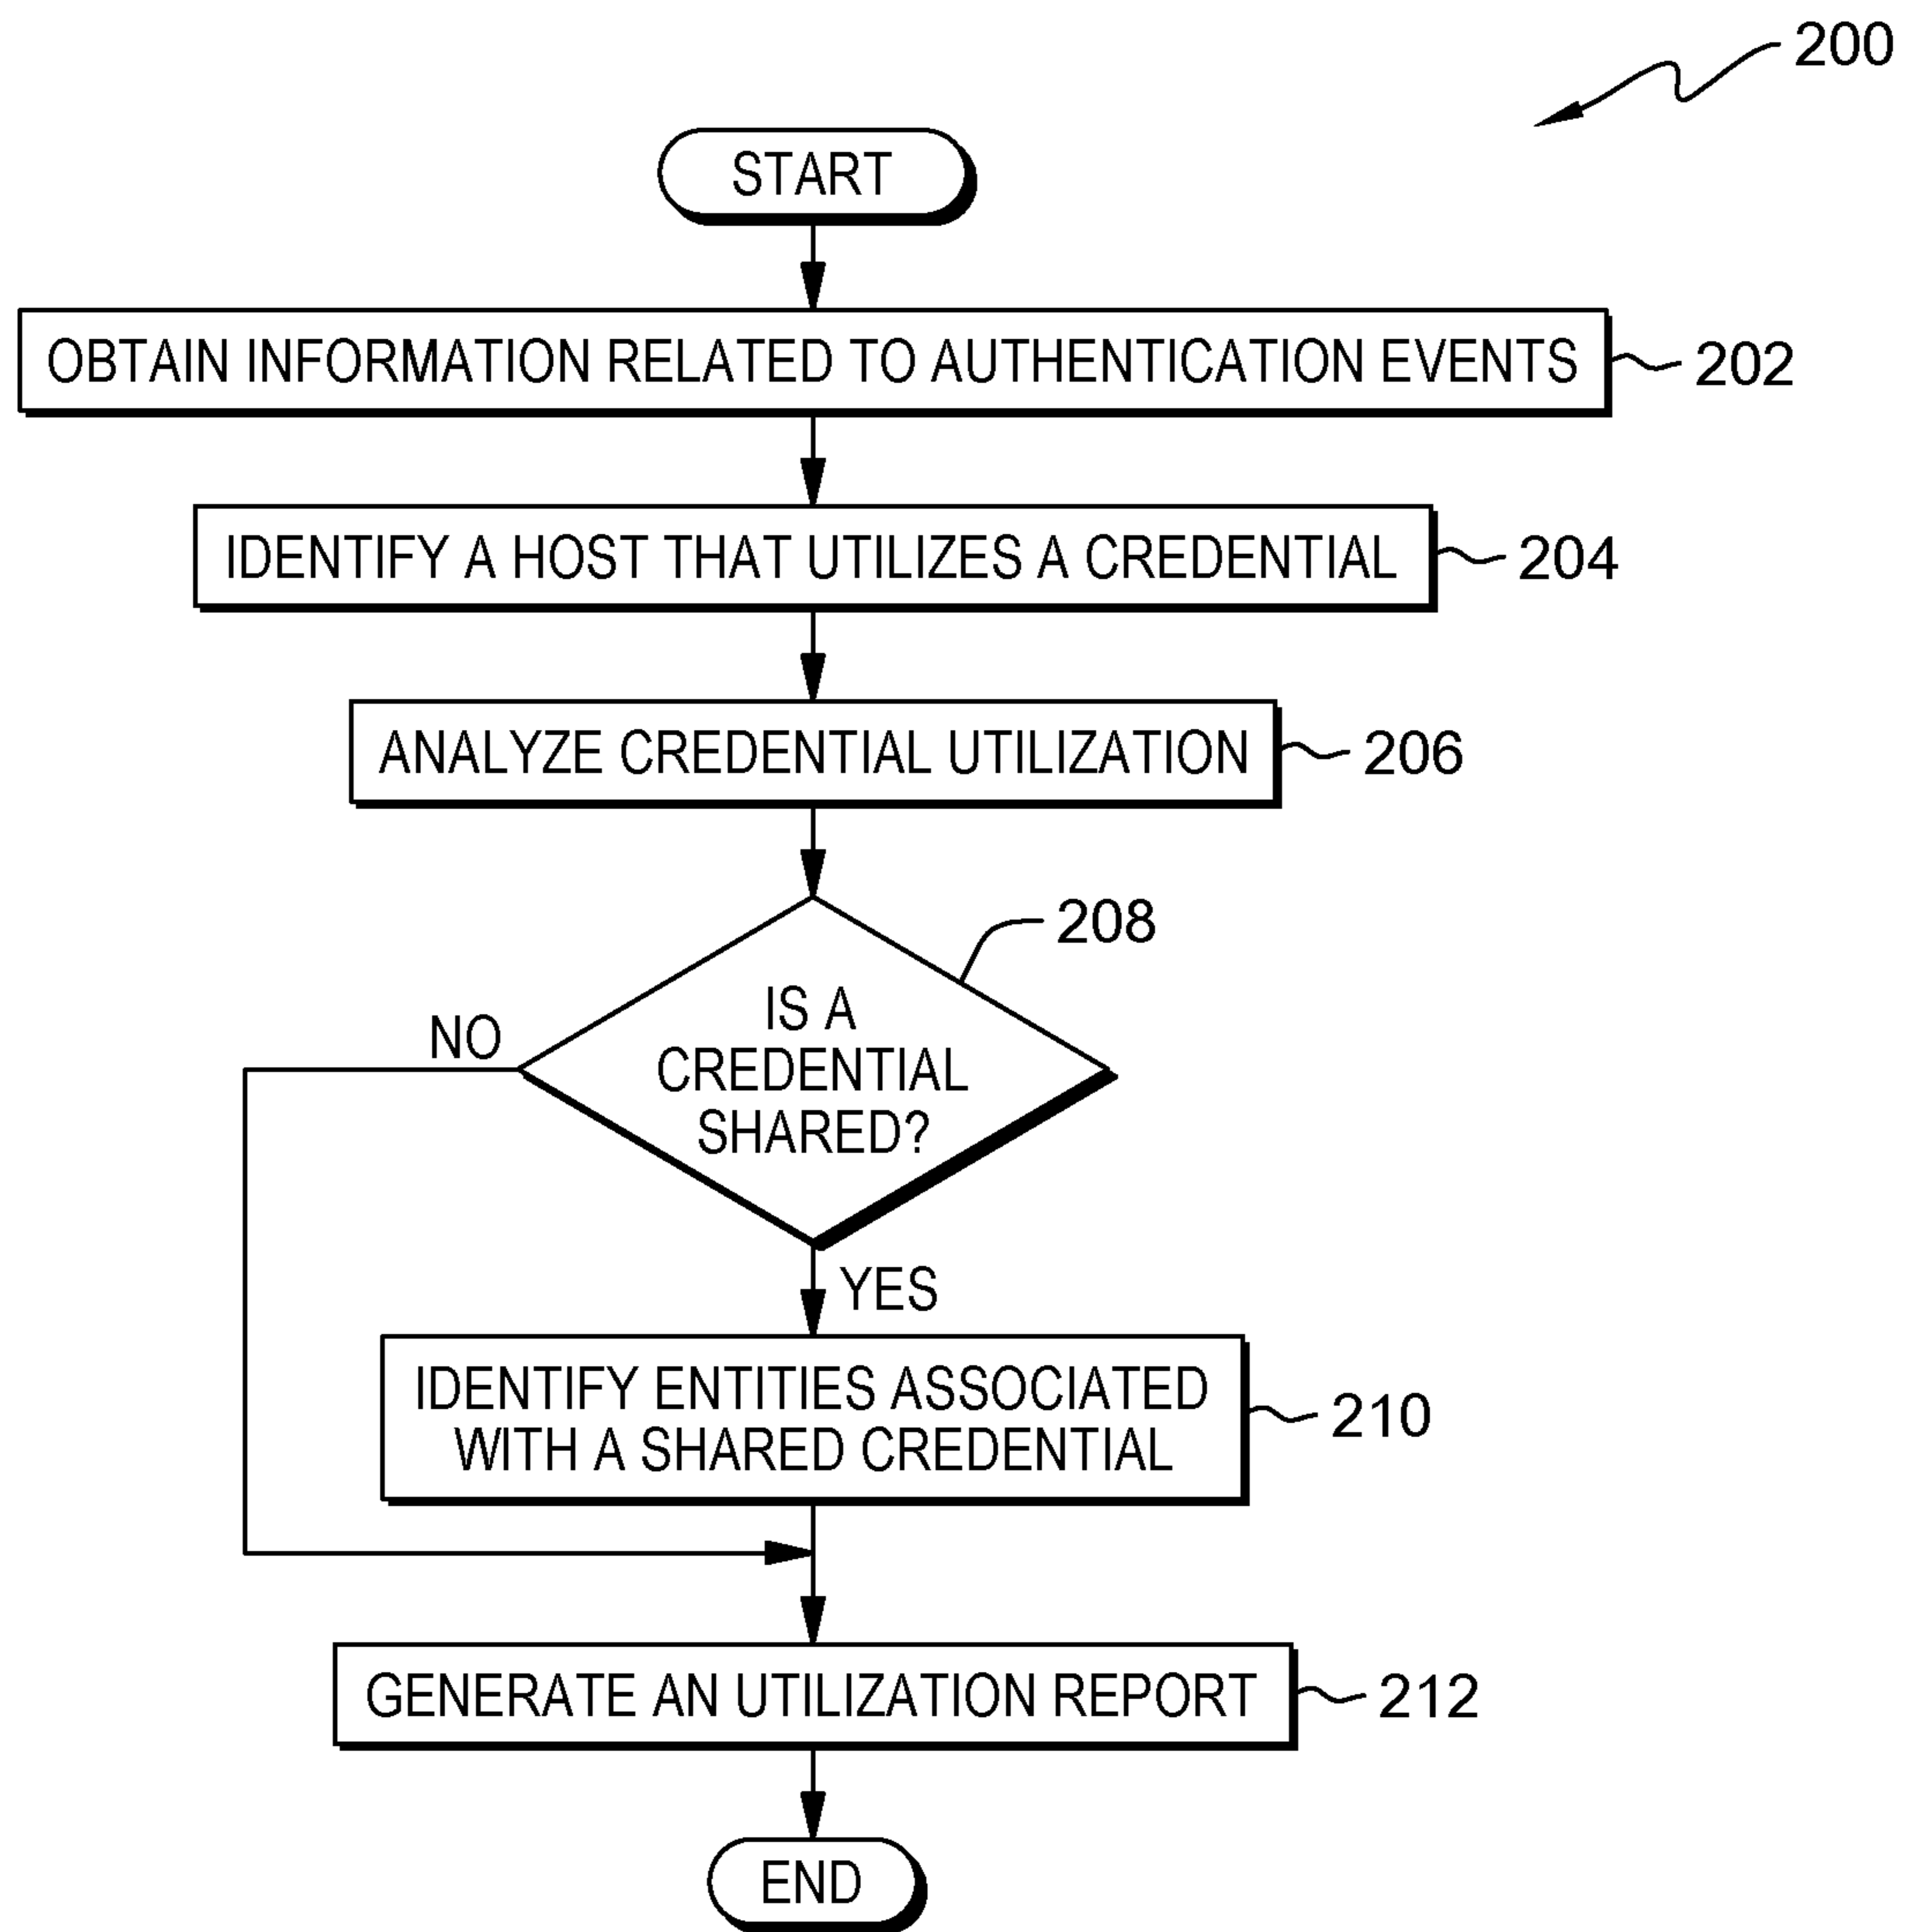 200
START
OBTAIN INFORMATION RELATED TO AUTHENTICATION EVENTS
202
IDENTIFY A HOST THAT UTILIZES A CREDENTIAL
204
ANALYZE CREDENTIAL UTILIZATION
206
208
IS A
CREDENTIAL
SHARED?
NO
YES
IDENTIFY ENTITIES ASSOCIATED
WITH A SHARED CREDENTIAL
210
GENERATE AN UTILIZATION REPORT
212
END